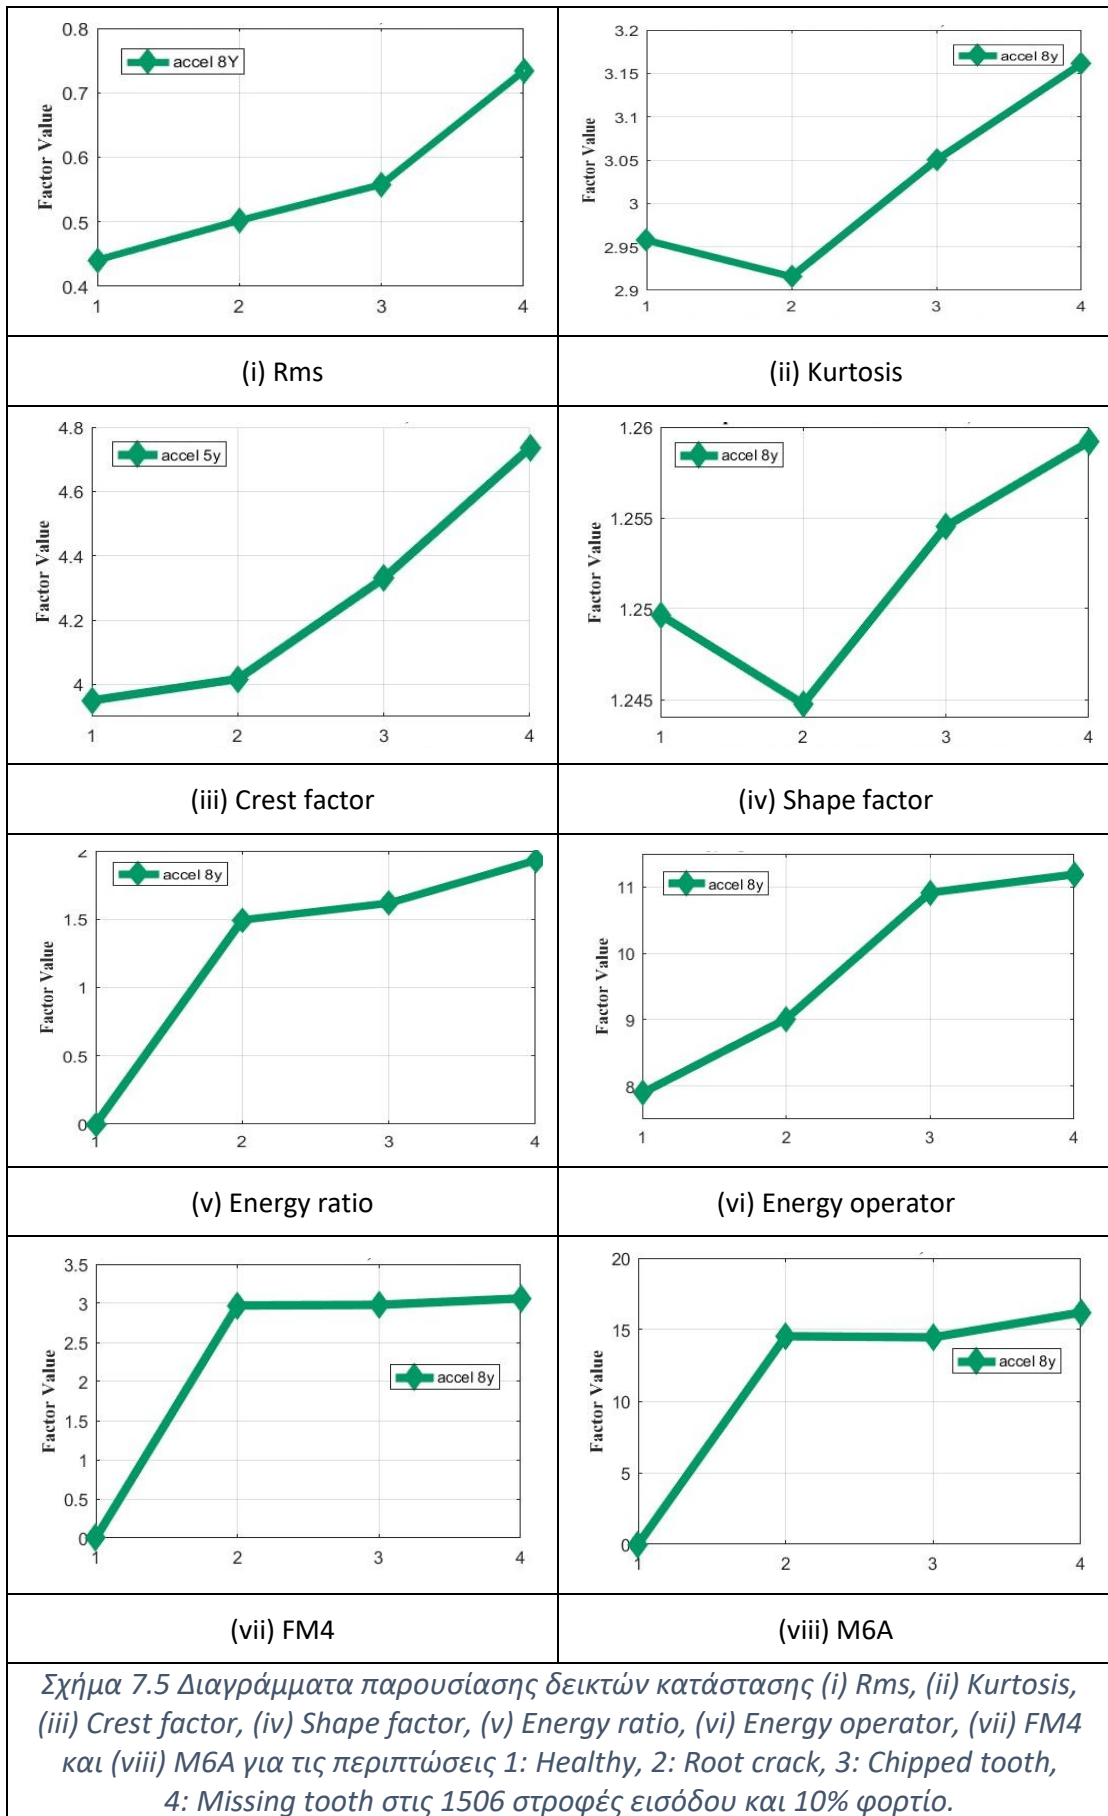 0.8
0.7
0.6
0.5
0.4
Factor Value
accel 8Y
1 2 3 4
3.2
3.15
3.1
3.05
3
2.95
2.9
Factor Value
accel 8y
1 2 3 4
(i) Rms
(ii) Kurtosis
4.8
4.6
4.4
4.2
4
Factor Value
accel 5y
1 2 3 4
1.26
1.255
1.25
1.245
Factor Value
accel 8y
1 2 3 4
(iii) Crest factor
(iv) Shape factor
2
1.5
1
0.5
0
Factor Value
accel 8y
1 2 3 4
11
10
9
8
Factor Value
accel 8y
1 2 3 4
(v) Energy ratio
(vi) Energy operator
3.5
3
2.5
2
1.5
1
0.5
0
Factor Value
accel 8y
1 2 3 4
20
15
10
5
0
Factor Value
accel 8y
1 2 3 4
(vii) FM4
(viii) M6A
Σχήμα 7.5 Διαγράμματα παρουσίασης δεικτών κατάστασης (i) Rms, (ii) Kurtosis,
(iii) Crest factor, (iv) Shape factor, (v) Energy ratio, (vi) Energy operator, (vii) FM4
και (viii) M6A για τις περιπτώσεις 1: Healthy, 2: Root crack, 3: Chipped tooth,
4: Missing tooth στις 1506 στροφές εισόδου και 10% φορτίο.